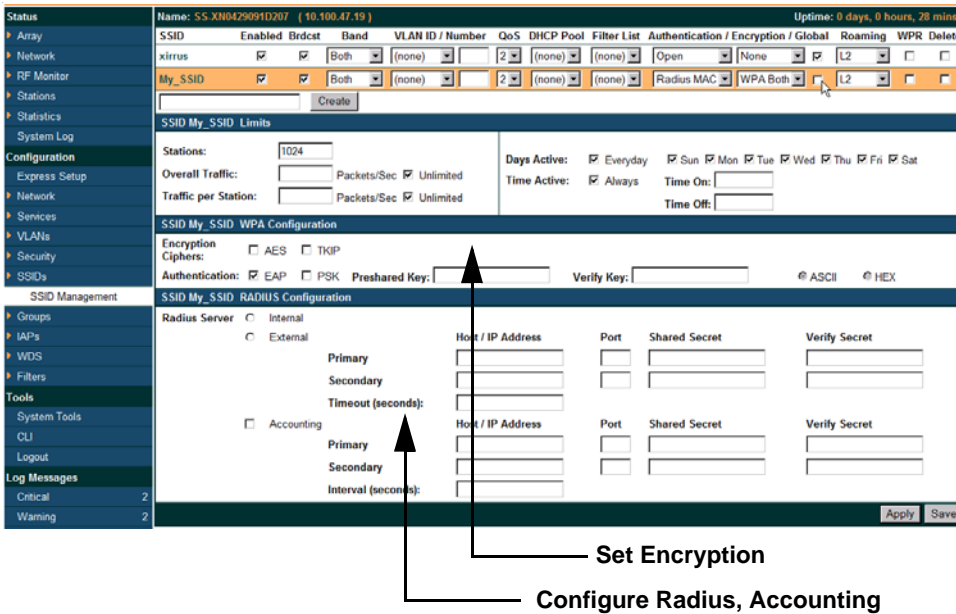 Status
Array
Network
RF Monitor
Stations
Statistics
System Log
Configuration
Express Setup
Network
Services
VLANs
Security
SSIDs
SSID Management
Groups
IAPs
WDS
Filters
Tools
System Tools
CLI
Logout
Log Messages
Critical 2
Warning 2
Name: SS-XN0429091D207 ( 10.100.47.19 ) Uptime: 0 days, 0 hours, 28 mins
SSID Enabled Brdcst Band VLAN ID / Number QoS DHCP Pool Filter List Authentication / Encryption / Global Roaming WPR Delet
xirrus Both (none) 2 (none) (none) Open None L2
My_SSID Both (none) 2 (none) (none) Radius MAC WPA Both L2
Create
SSID My_SSID Limits
Stations: 1024
Overall Traffic: Packets/Sec Unlimited
Traffic per Station: Packets/Sec Unlimited
Days Active: Everyday Sun Mon Tue Wed Thu Fri Sat
Time Active: Always Time On:
Time Off:
SSID My_SSID WPA Configuration
Encryption Ciphers: AES TKIP
Authentication: EAP PSK Preshared Key: Verify Key: ASCII HEX
SSID My_SSID RADIUS Configuration
Radius Server Internal
External Host / IP Address Port Shared Secret Verify Secret
Primary
Secondary
Timeout (seconds):
Accounting Host / IP Address Port Shared Secret Verify Secret
Primary
Secondary
Interval (seconds):
Apply Save
Set Encryption
Configure Radius, Accounting